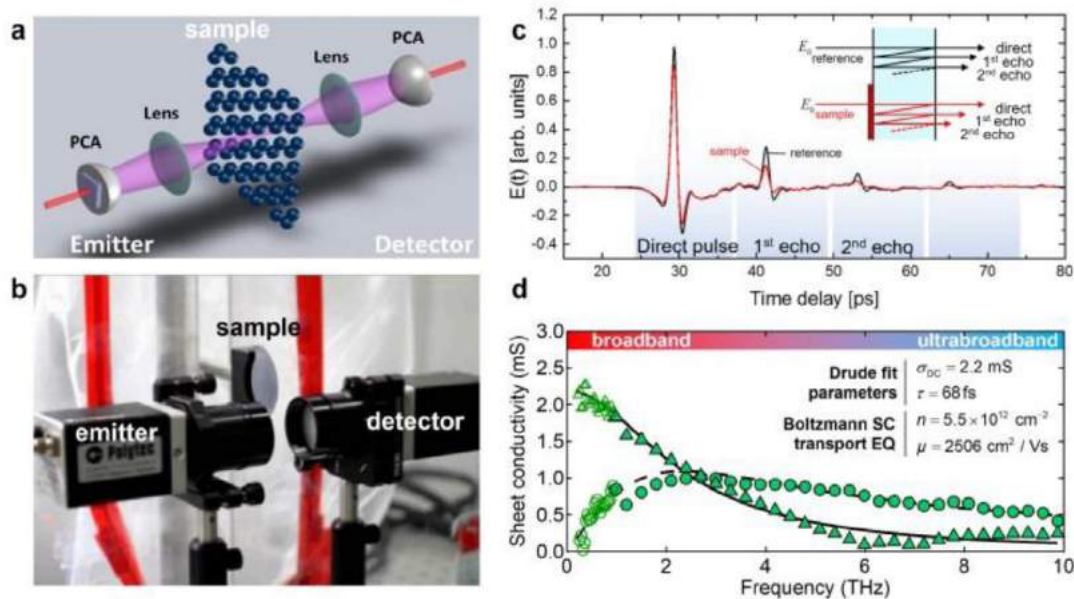 a
sample
Lens
PCA
Lens
PCA
Emitter
Detector
b
sample
emitter
detector
Polytec
c
E(t) [arb. units]
1.2
1.0
0.8
0.6
0.4
0.2
0.0
-0.2
-0.4
E₀ reference
direct
1st echo
2nd echo
E₀ sample
direct
1st echo
2nd echo
sample
reference
Direct pulse
1st echo
2nd echo
20
30
40
50
60
70
80
Time delay [ps]
d
Sheet conductivity (mS)
3.0
2.5
2.0
1.5
1.0
0.5
0.0
broadband
ultrabroadband
Drude fit
parameters
σDC = 2.2 mS
τ = 68 fs
Boltzmann SC
transport EQ
n = 5.5×10¹² cm⁻²
μ = 2506 cm² / Vs
0
2
4
6
8
10
Frequency (THz)